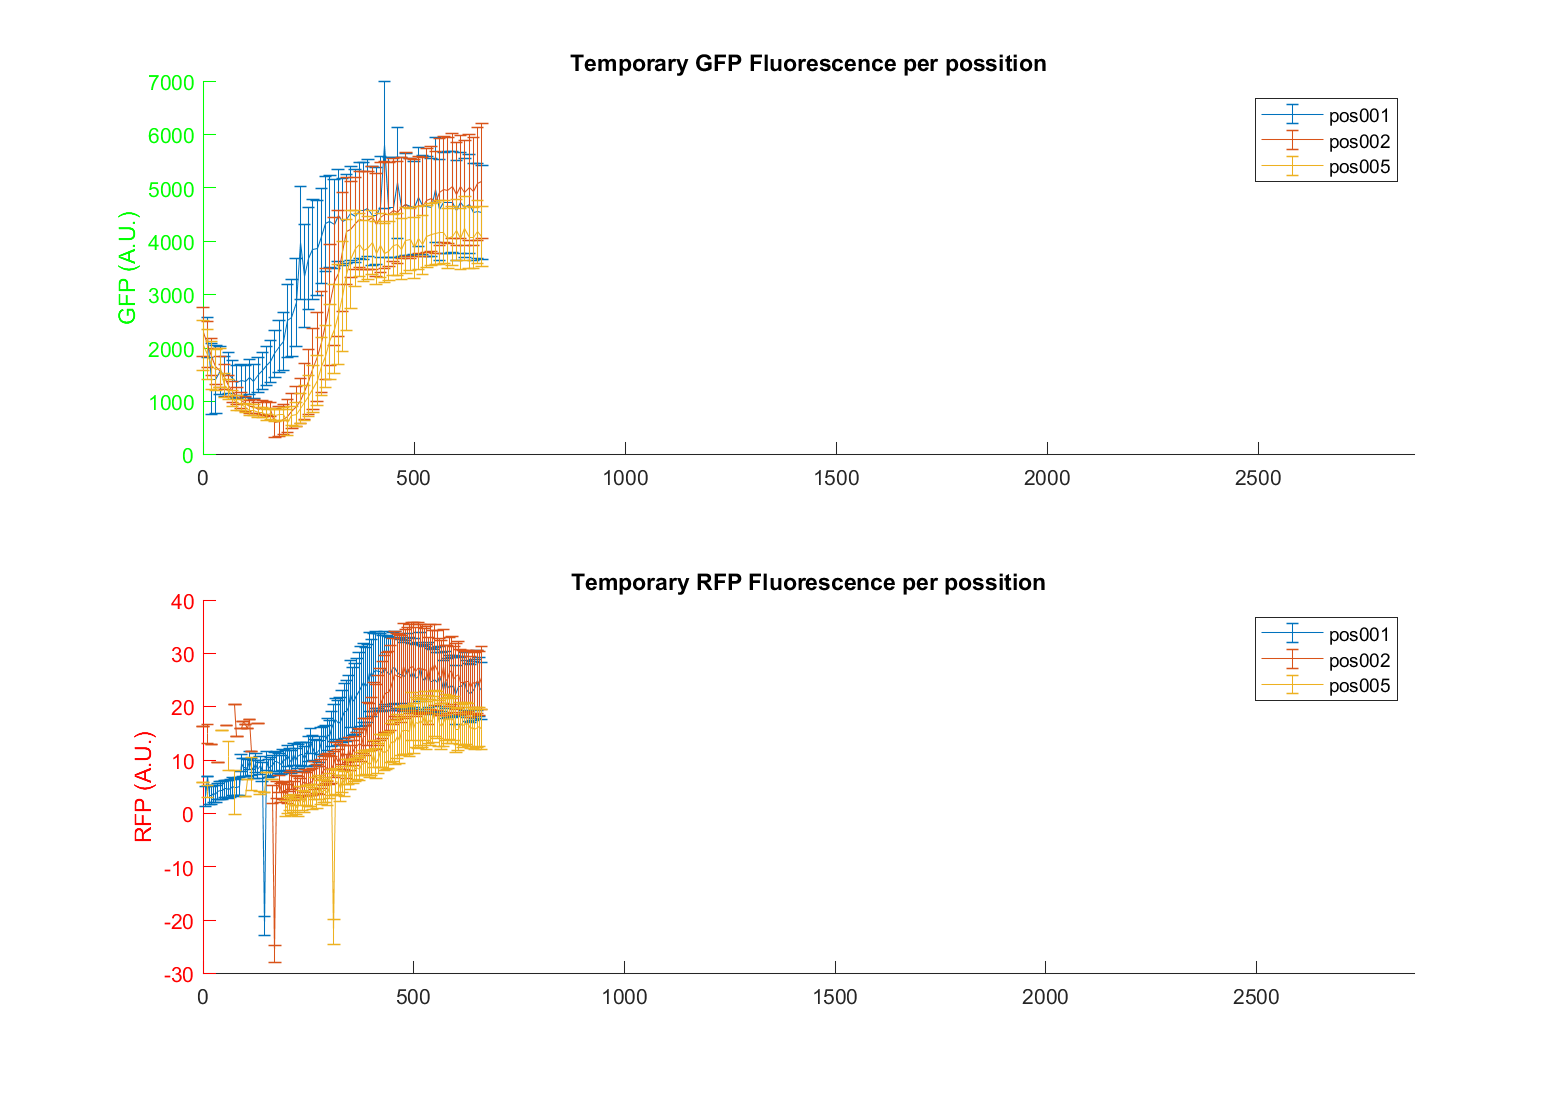 Temporary GFP Fluorescence per possition
7000
6000
5000
4000
3000
2000
1000
0
GFP (A.U.)
0 500 1000 1500 2000 2500
pos001
pos002
pos005
Temporary RFP Fluorescence per possition
40
30
20
10
0
-10
-20
-30
RFP (A.U.)
0 500 1000 1500 2000 2500
pos001
pos002
pos005